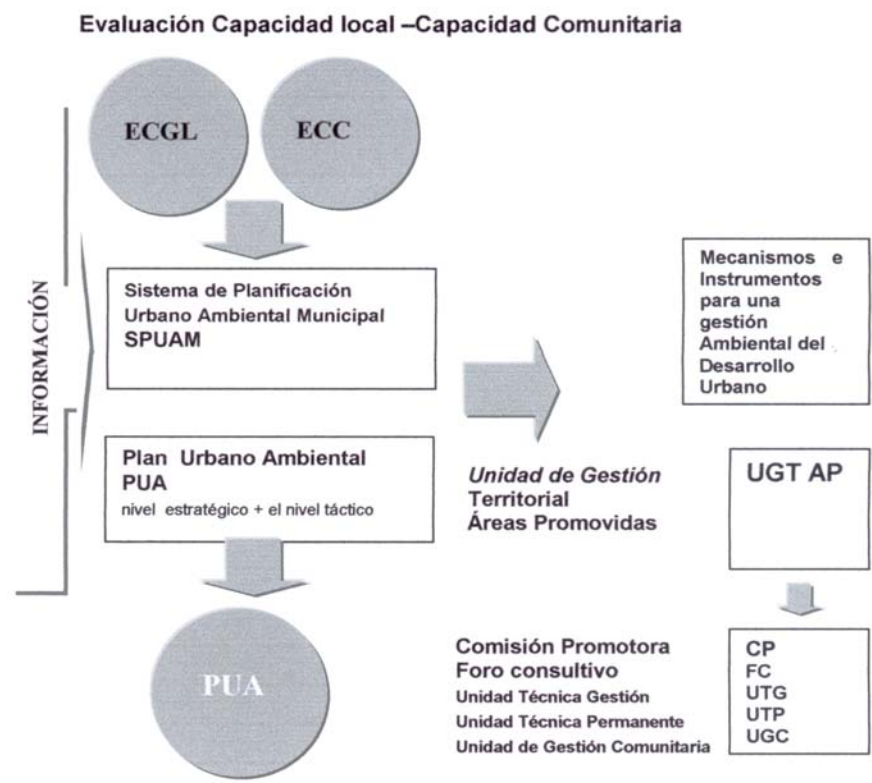 Evaluación Capacidad local –Capacidad Comunitaria
ECGL
ECC
INFORMACIÓN
Sistema de Planificación
Urbano Ambiental Municipal
SPUAM
Mecanismos e
Instrumentos
para una
gestión
Ambiental del
Desarrollo
Urbano
Plan Urbano Ambiental
PUA
nivel estratégico + el nivel táctico
Unidad de Gestión
Territorial
Áreas Promovidas
UGT AP
PUA
Comisión Promotora
Foro consultivo
Unidad Técnica Gestión
Unidad Técnica Permanente
Unidad de Gestión Comunitaria
CP
FC
UTG
UTP
UGC